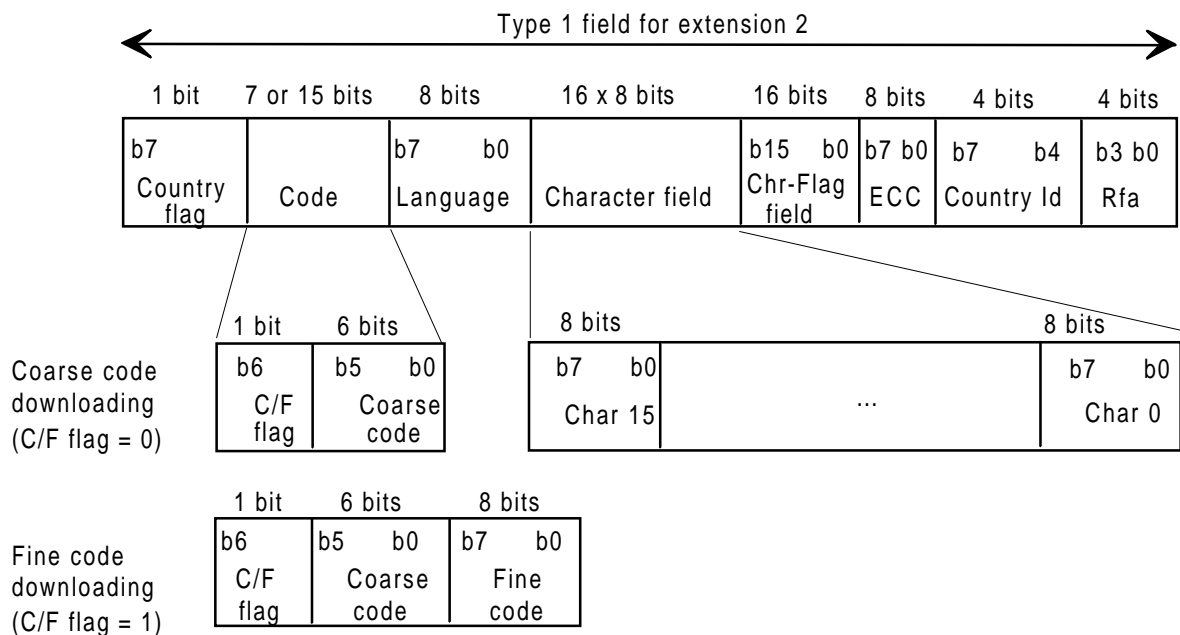 Type 1 field for extension 2
1 bit 7 or 15 bits 8 bits 16 x 8 bits 16 bits 8 bits 4 bits 4 bits
b7 b7 b0 b15 b0 b7 b0 b7 b4 b3 b0
Country flag Code Language Character field Chr-Flag field ECC Country Id Rfa
1 bit 6 bits 8 bits 8 bits
Coarse code downloading (C/F flag = 0)
b6 b5 b0 b7 b0 b7 b0
C/F flag Coarse code Char 15 ... Char 0
1 bit 6 bits 8 bits
Fine code downloading (C/F flag = 1)
b6 b5 b0 b7 b0
C/F flag Coarse code Fine code